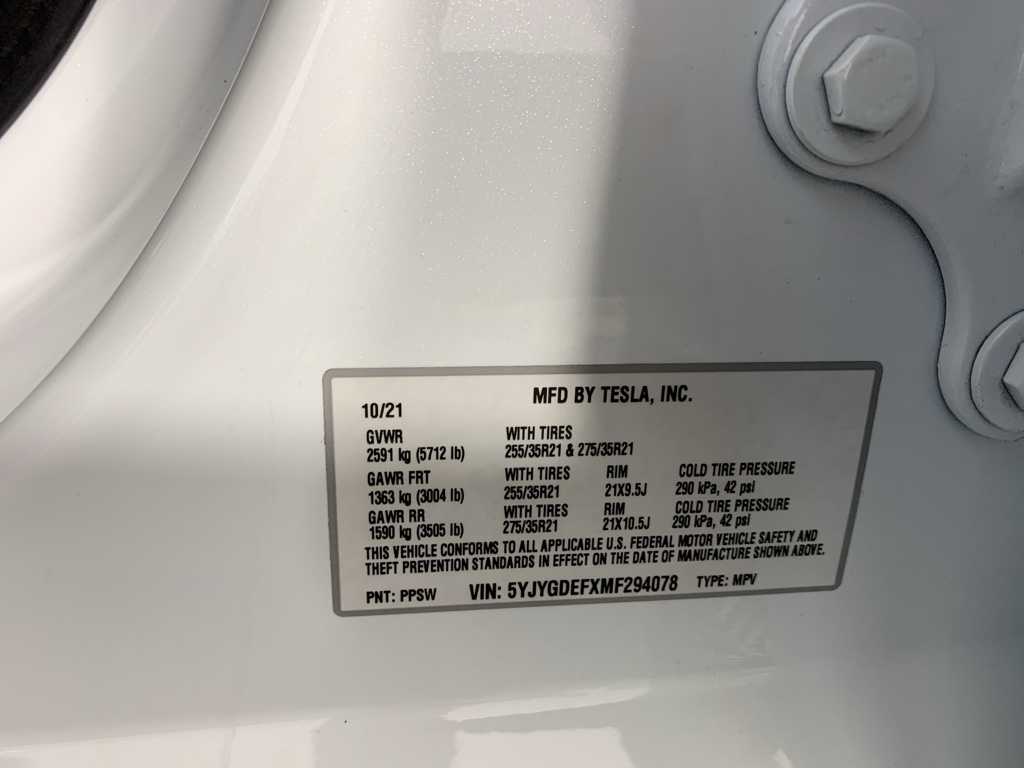 MFD BY TESLA, INC.
10/21
GVWR WITH TIRES
2591 kg (5712 lb) 255/35R21 & 275/35R21
GAWR FRT WITH TIRES RIM COLD TIRE PRESSURE
1363 kg (3004 lb) 255/35R21 21X9.5J 290 kPa, 42 psi
GAWR RR WITH TIRES RIM COLD TIRE PRESSURE
1590 kg (3505 lb) 275/35R21 21X10.5J 290 kPa, 42 psi
THIS VEHICLE CONFORMS TO ALL APPLICABLE U.S. FEDERAL MOTOR VEHICLE SAFETY AND
THEFT PREVENTION STANDARDS IN EFFECT ON THE DATE OF MANUFACTURE SHOWN ABOVE.
PNT: PPSW VIN: 5YJYGDEFXMF294078 TYPE: MPV